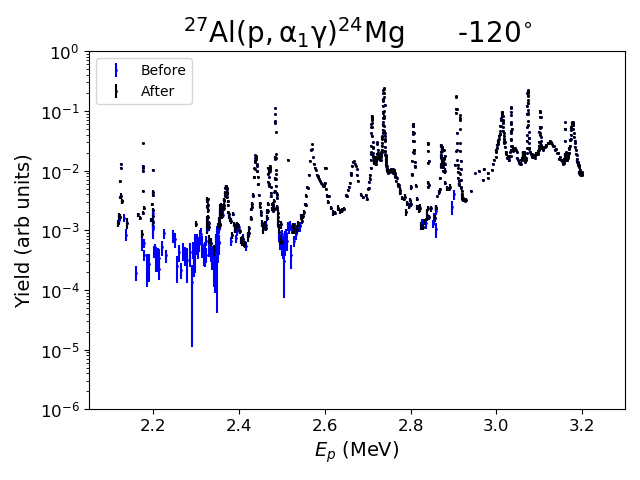 ²⁷Al(p, α₁γ)²⁴Mg -120°
Before
After
Yield (arb units)
10⁰
10⁻¹
10⁻²
10⁻³
10⁻⁴
10⁻⁵
10⁻⁶
2.2 2.4 2.6 2.8 3.0 3.2
Eₚ (MeV)